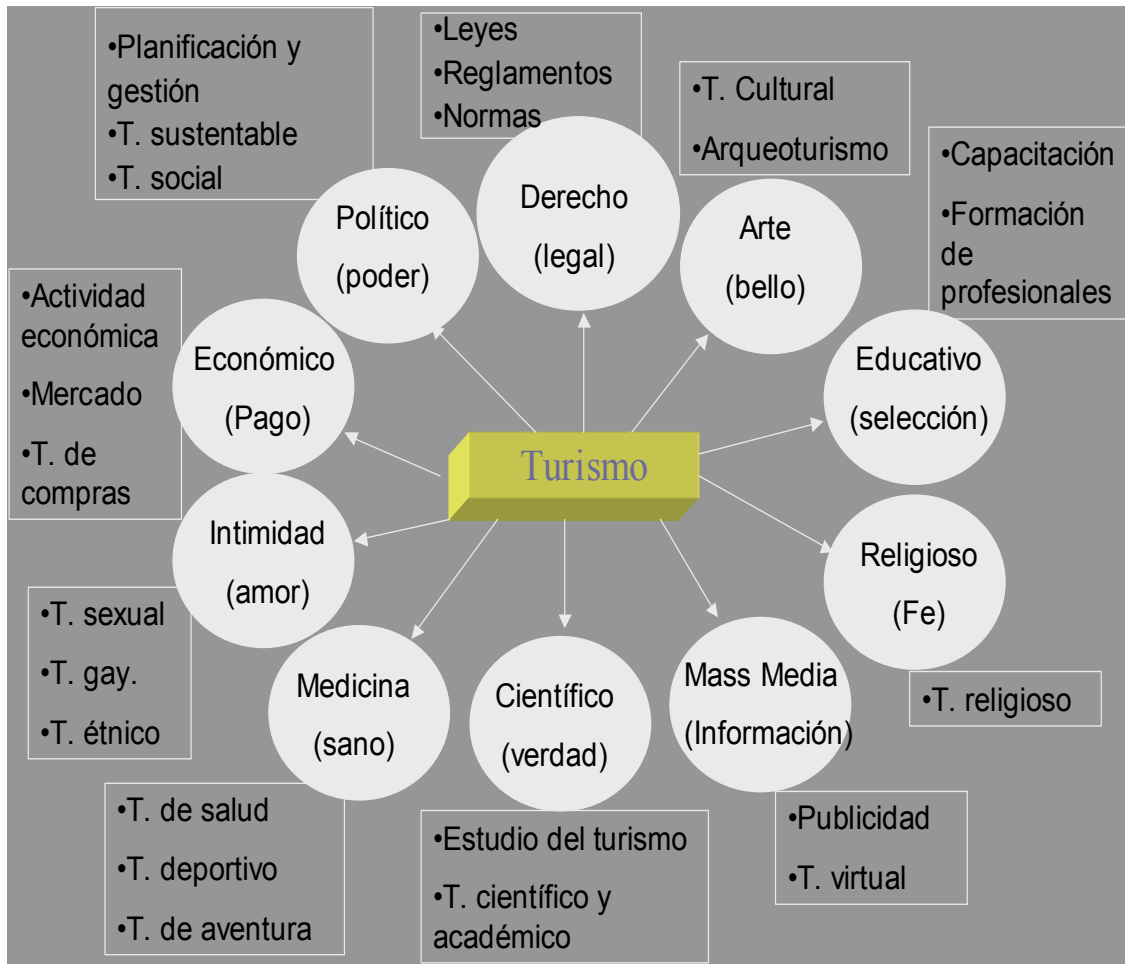 •Planificación y
gestión
•T. sustentable
•T. social
•Leyes
•Reglamentos
•Normas
•T. Cultural
•Arqueoturismo
•Capacitación
•Formación
de
profesionales
Político
(poder)
Derecho
(legal)
Arte
(bello)
•Actividad
económica
•Mercado
•T. de
compras
Económico
(Pago)
Educativo
(selección)
Turismo
Intimidad
(amor)
Religioso
(Fe)
•T. sexual
•T. gay.
•T. étnico
Medicina
(sano)
Científico
(verdad)
Mass Media
(Información)
•T. religioso
•T. de salud
•T. deportivo
•T. de aventura
•Estudio del turismo
•T. científico y
académico
•Publicidad
•T. virtual